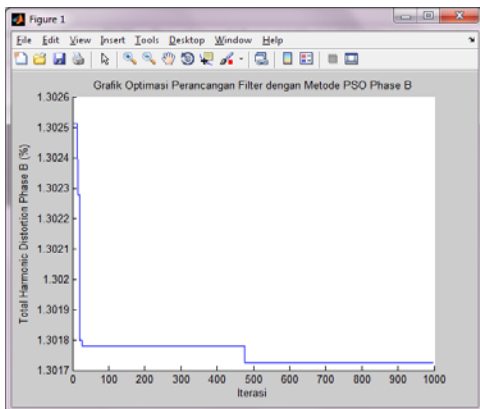 Figure 1
File Edit View Insert Tools Desktop Window Help
Grafik Optimasi Perancangan Filter dengan Metode PSO Phase B
Total Harmonic Distortion Phase B (%)
1.3026
1.3025
1.3024
1.3023
1.3022
1.3021
1.302
1.3019
1.3018
1.3017
0 100 200 300 400 500 600 700 800 900 1000
Iterasi